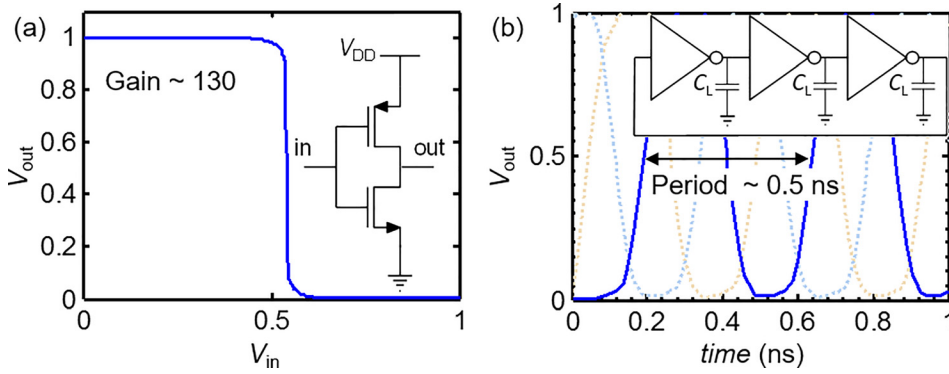 (a)
1
0.8
0.6
0.4
0.2
0
V_out
Gain ~ 130
V_DD
in
out
0
0.5
1
V_in
(b)
1
0.5
0
V_out
C_L
C_L
C_L
Period ~ 0.5 ns
0
0.2
0.4
0.6
0.8
1
time (ns)